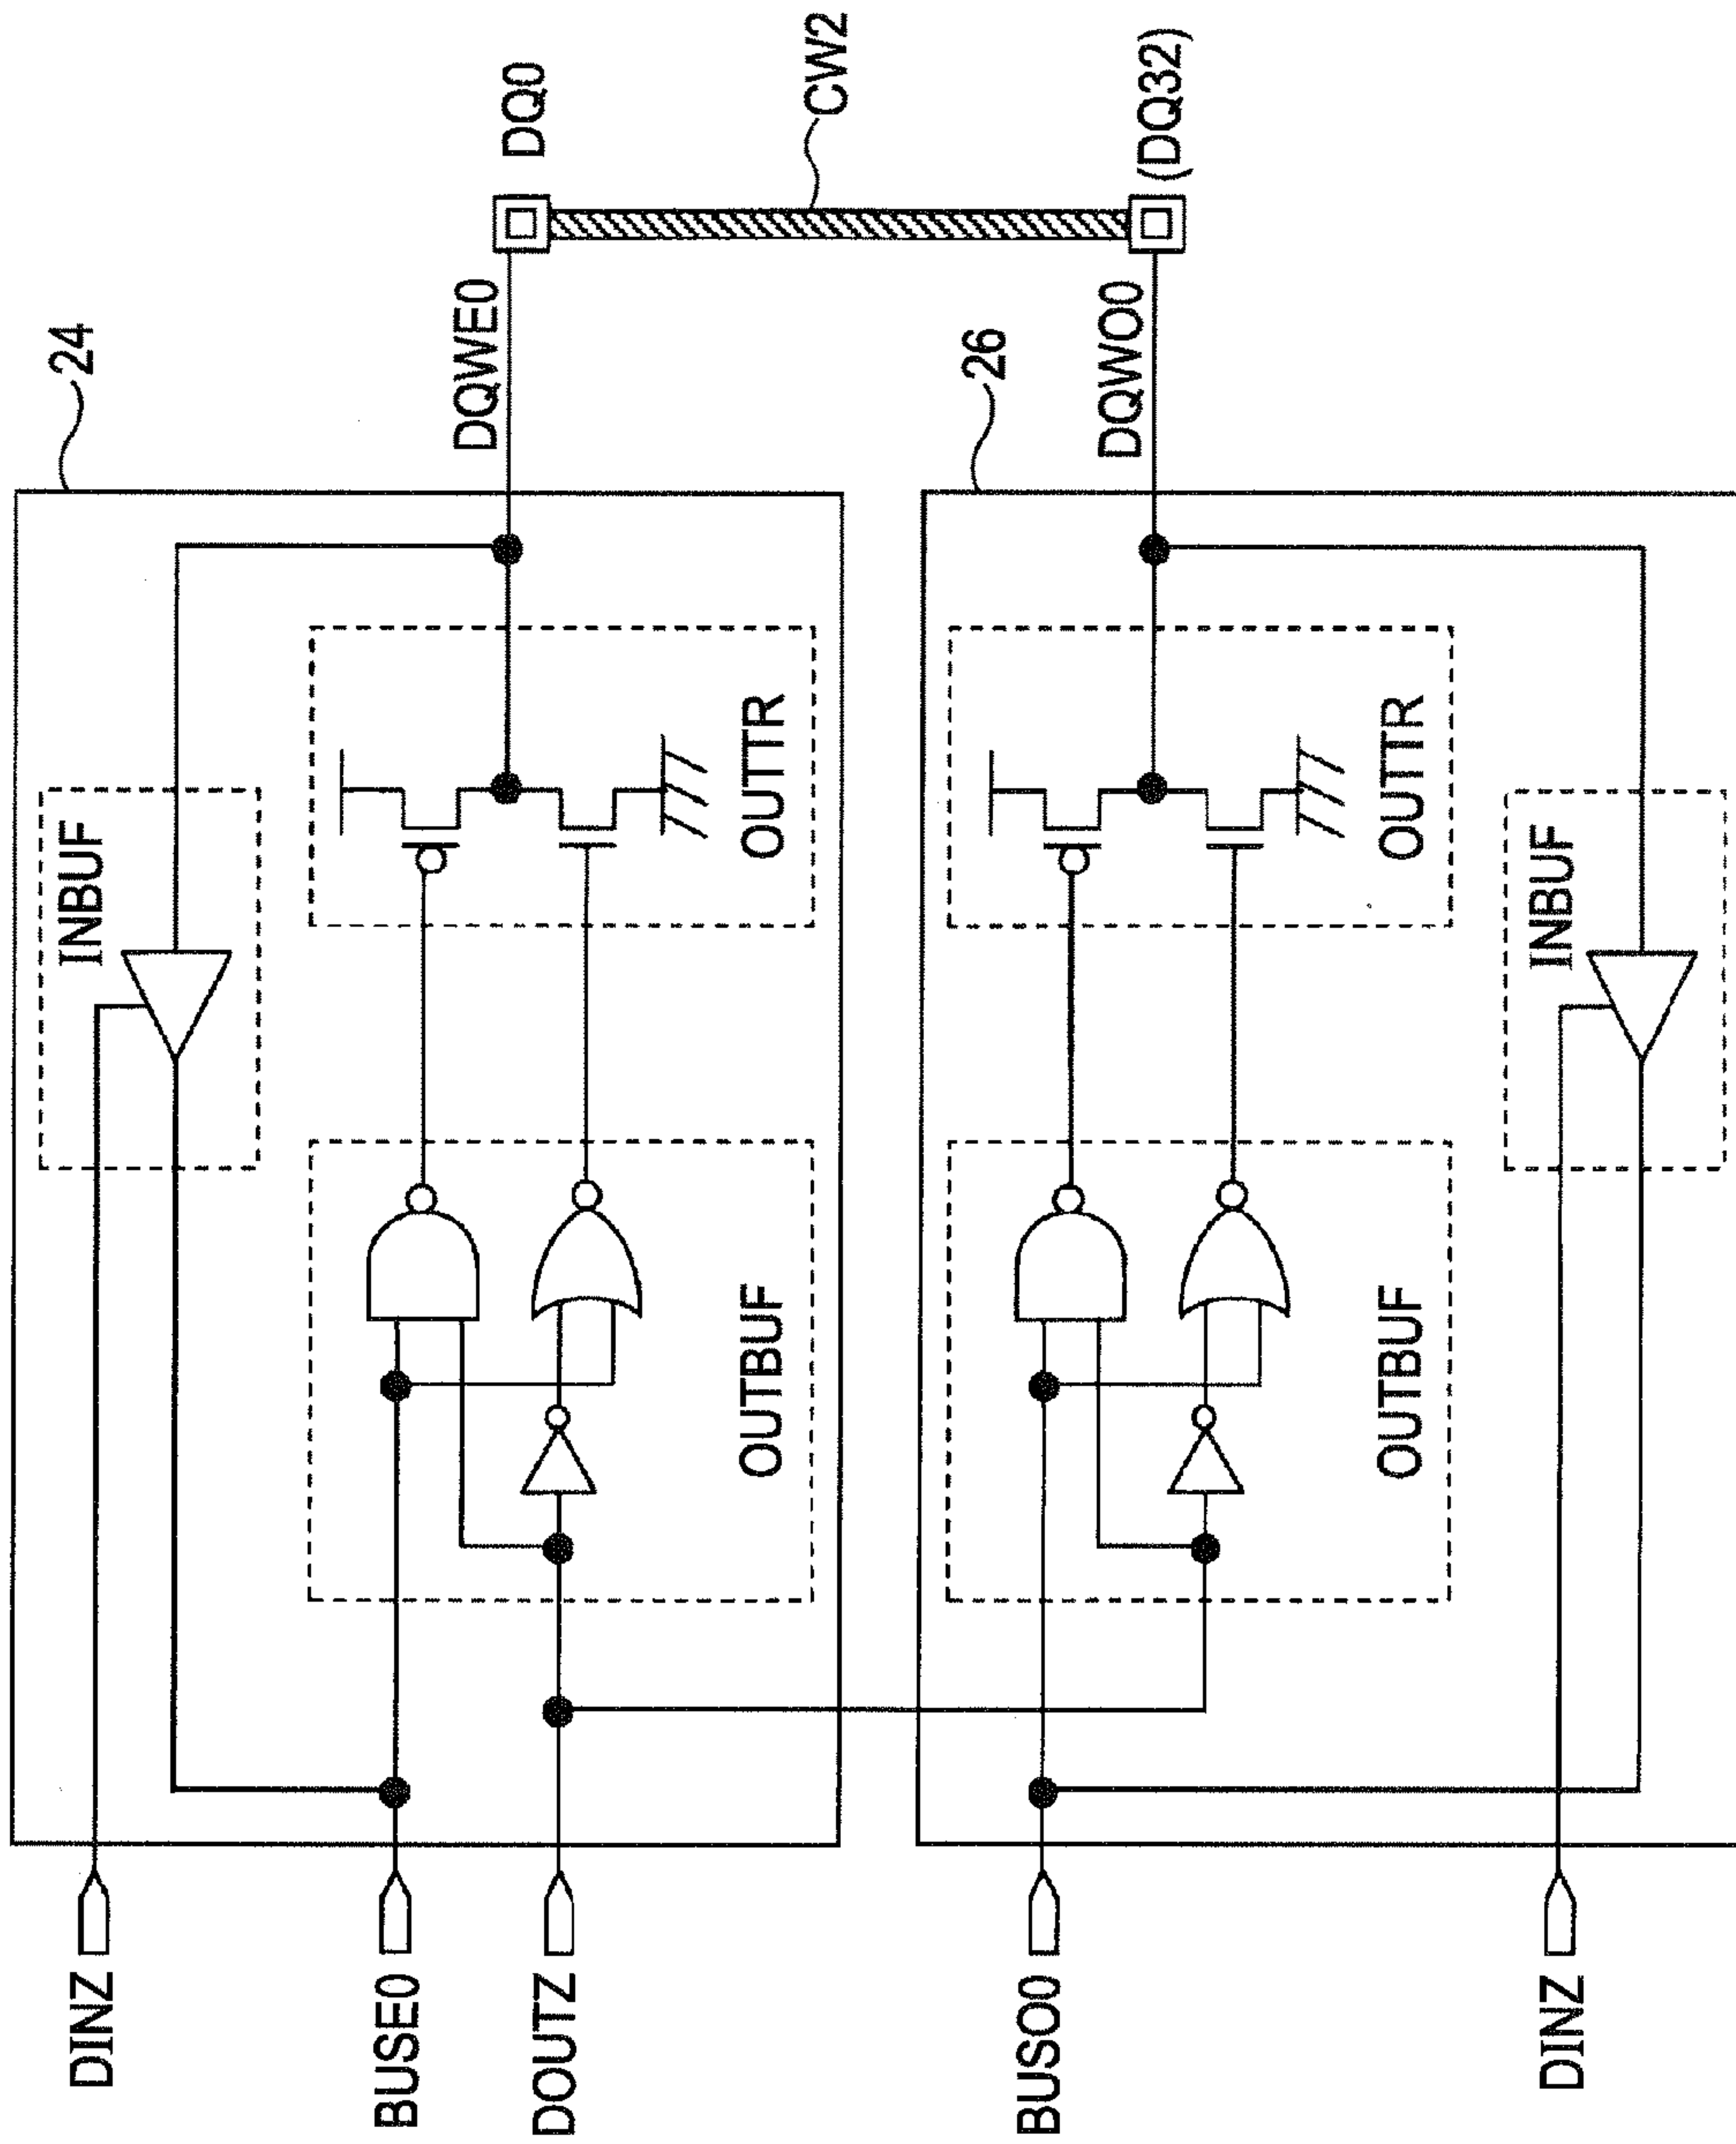 24
DINZ
INBUF
BUSE0
DOUTZ
OUTBUF
OUTTR
DQWE0
DQ0
CW2
26
BUSO0
OUTBUF
OUTTR
DQWO0
(DQ32)
DINZ
INBUF